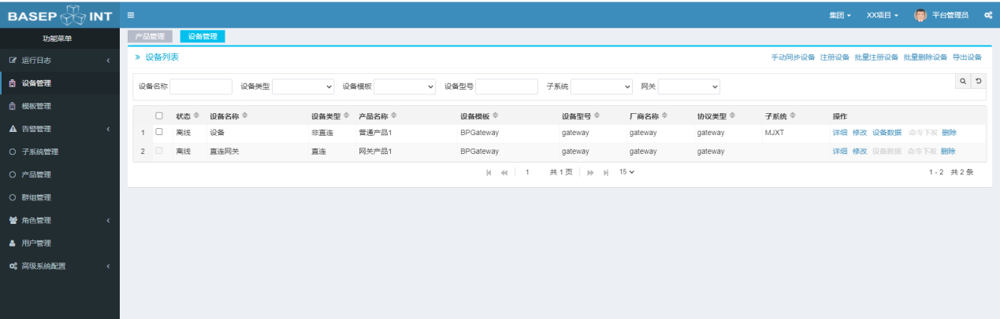 BASEPOINT
集团 XX项目 平台管理员
功能菜单
运行日志
设备管理
模板管理
告警管理
子系统管理
产品管理
群组管理
角色管理
用户管理
高级系统配置
产品管理 设备管理
» 设备列表 手动同步设备 注册设备 批量注册设备 批量删除设备 导出设备
设备名称 设备类型 设备模板 设备型号 子系统 网关
状态 设备名称 设备类型 产品名称 设备模板 设备型号 厂商名称 协议类型 子系统 操作
1 离线 设备 非直连 普通产品1 BPGateway gateway gateway gateway MJXT 详细 修改 设备数据 命令下发 删除
2 离线 直连网关 直连 网关产品1 BPGateway gateway gateway gateway 详细 修改 设备数据 命令下发 删除
1 共 1 页 15 1 - 2 共 2 条